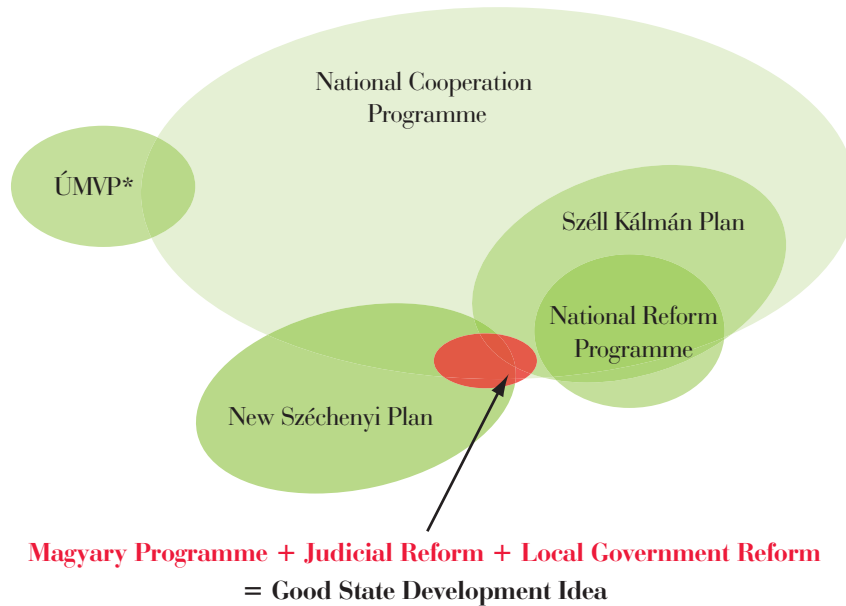 National Cooperation
Programme
ÚMVP*
Széll Kálmán Plan
National Reform
Programme
New Széchenyi Plan
Magyary Programme + Judicial Reform + Local Government Reform
= Good State Development Idea